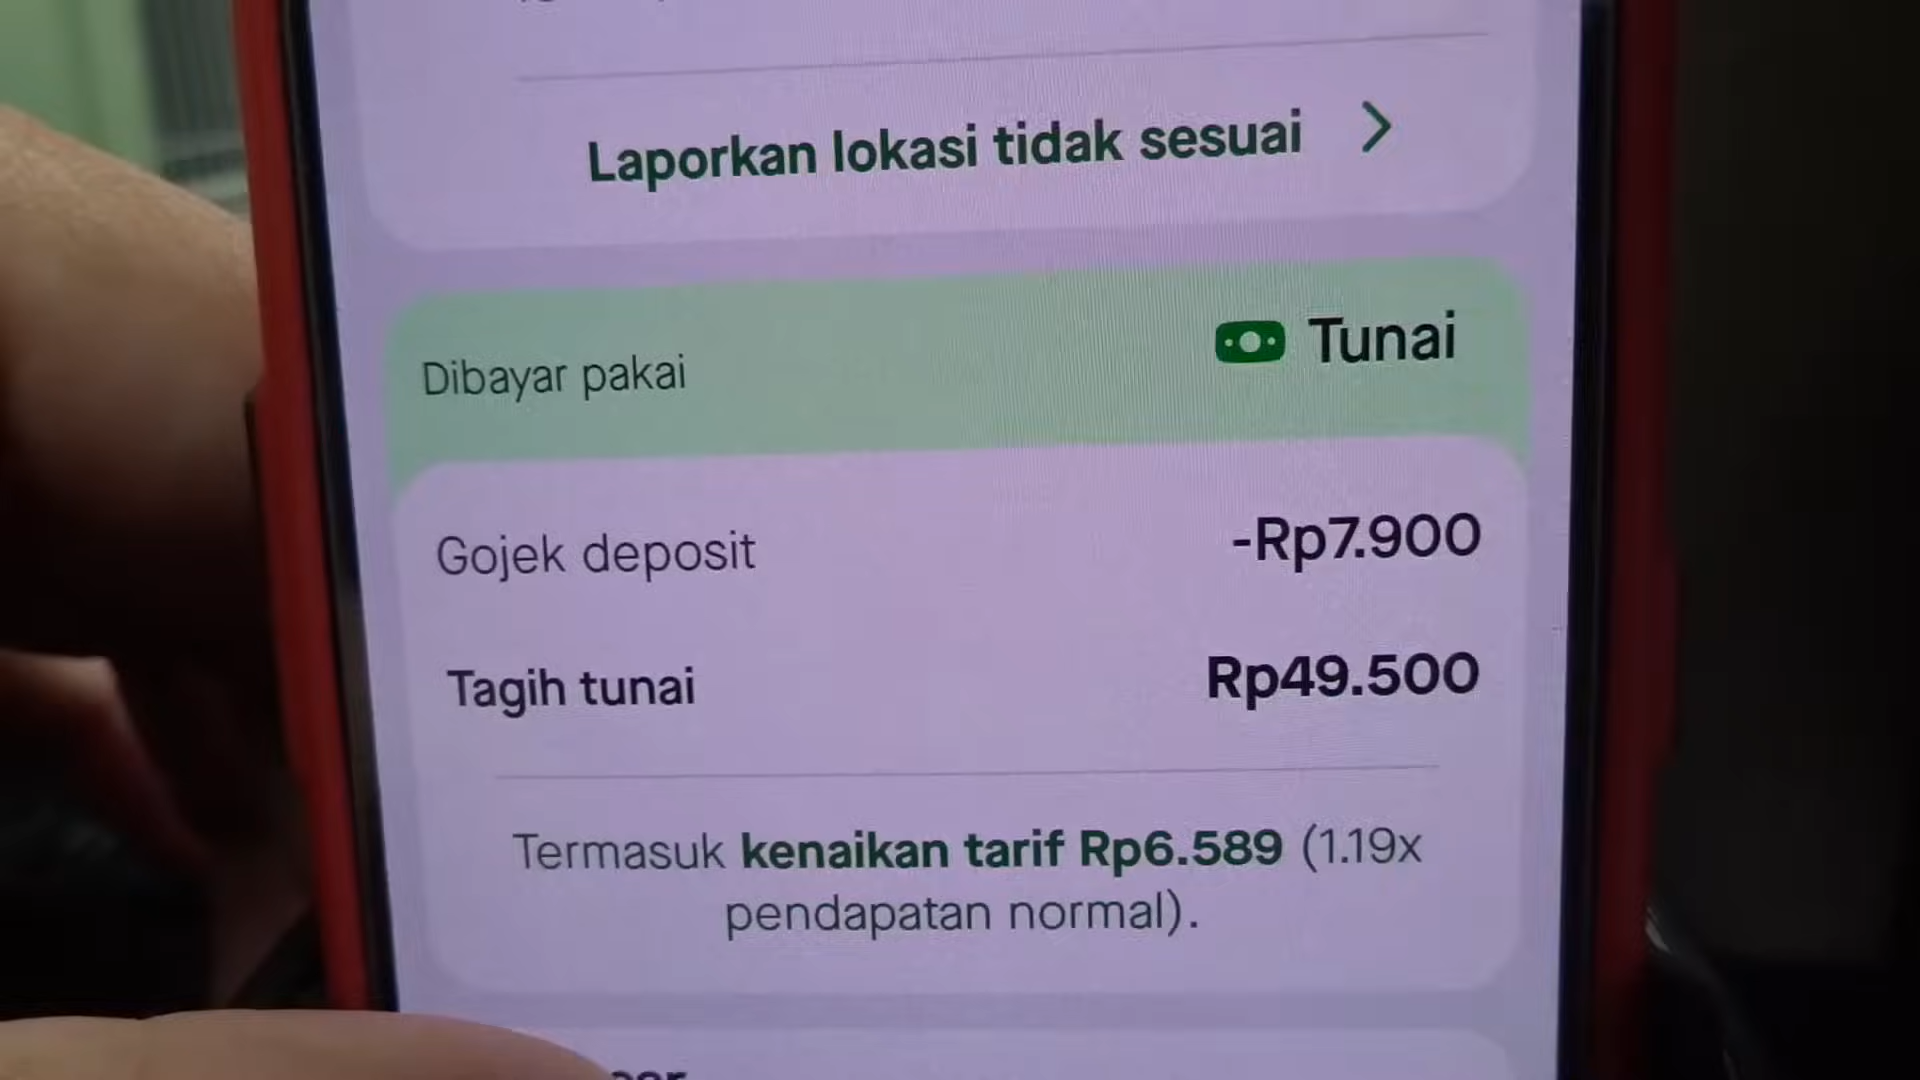 Laporkan lokasi tidak sesuai
Dibayar pakai
Tunai
Gojek deposit
-Rp7.900
Tagih tunai
Rp49.500
Termasuk kenaikan tarif Rp6.589 (1.19x
pendapatan normal).